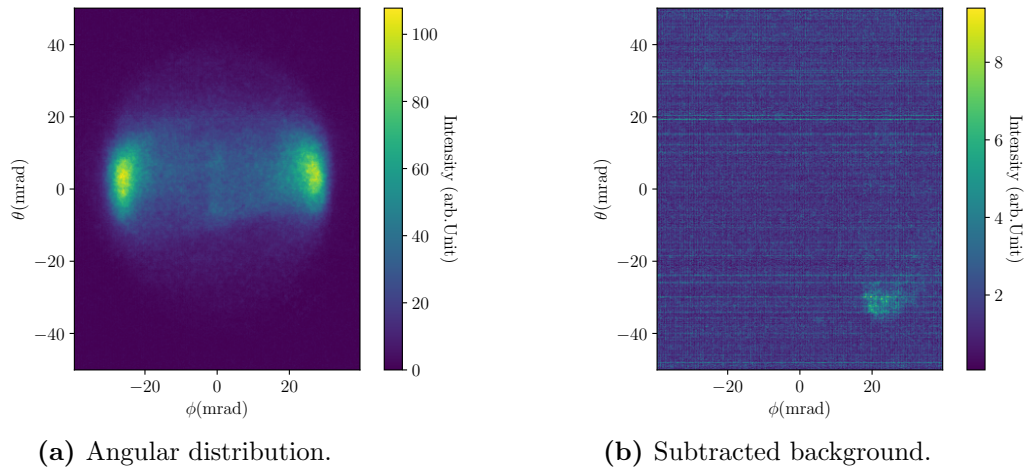 40
20
0
−20
−40
θ(mrad)
−20 0 20
ϕ(mrad)
100
80
60
40
20
0
Intensity (arb.Unit)
(a) Angular distribution.
40
20
0
−20
−40
θ(mrad)
−20 0 20
ϕ(mrad)
8
6
4
2
Intensity (arb.Unit)
(b) Subtracted background.